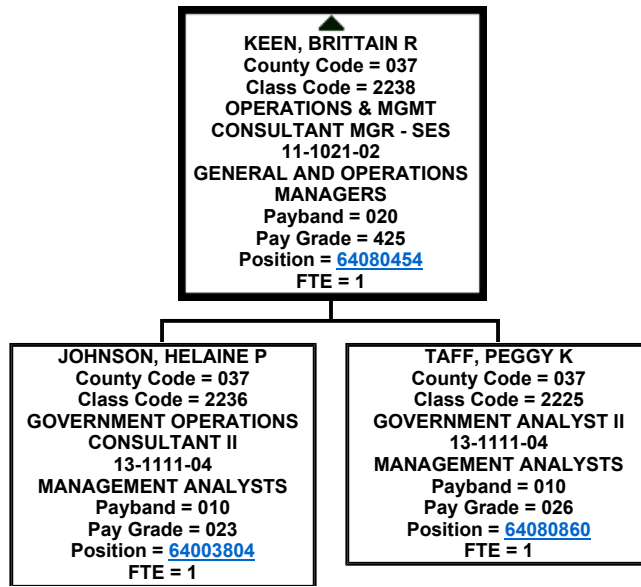 KEEN, BRITTAIN R
County Code = 037
Class Code = 2238
OPERATIONS & MGMT
CONSULTANT MGR - SES
11-1021-02
GENERAL AND OPERATIONS
MANAGERS
Payband = 020
Pay Grade = 425
Position = 64080454
FTE = 1
JOHNSON, HELAINE P
County Code = 037
Class Code = 2236
GOVERNMENT OPERATIONS
CONSULTANT II
13-1111-04
MANAGEMENT ANALYSTS
Payband = 010
Pay Grade = 023
Position = 64003804
FTE = 1
TAFF, PEGGY K
County Code = 037
Class Code = 2225
GOVERNMENT ANALYST II
13-1111-04
MANAGEMENT ANALYSTS
Payband = 010
Pay Grade = 026
Position = 64080860
FTE = 1